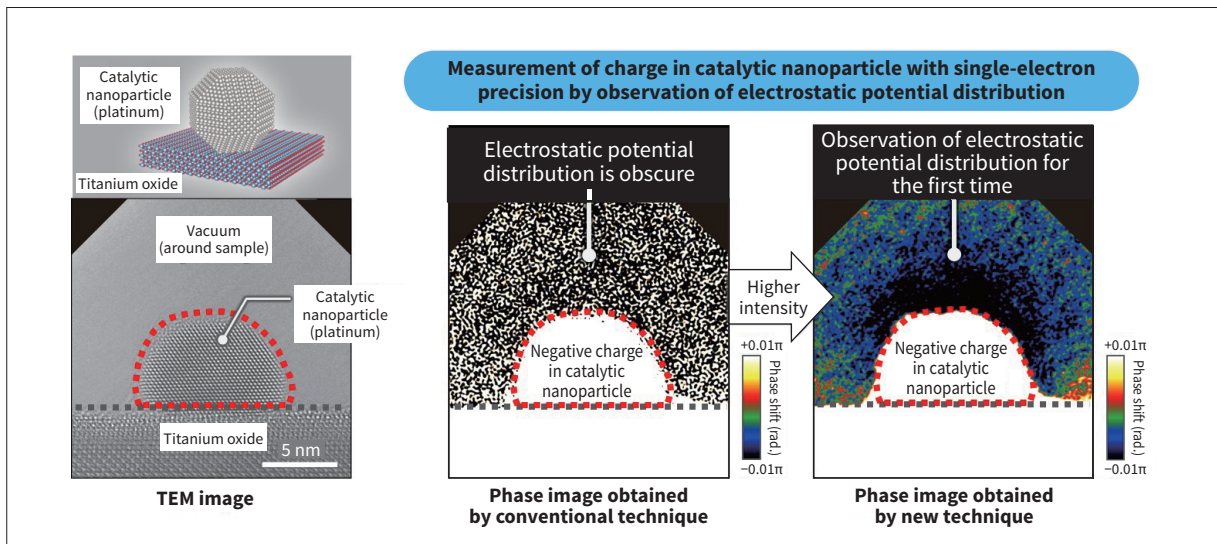 Catalytic
nanoparticle
(platinum)
Titanium oxide
Vacuum
(around sample)
Catalytic
nanoparticle
(platinum)
Titanium oxide
5 nm
TEM image
Measurement of charge in catalytic nanoparticle with single-electron
precision by observation of electrostatic potential distribution
Electrostatic potential
distribution is obscure
Negative charge
in catalytic
nanoparticle
+0.01π
Phase shift (rad.)
−0.01π
Phase image obtained
by conventional technique
Higher
intensity
Observation of electrostatic
potential distribution for
the first time
Negative charge
in catalytic
nanoparticle
+0.01π
Phase shift (rad.)
−0.01π
Phase image obtained
by new technique